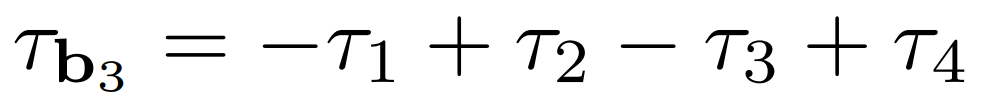 τ_{𝐛_3} = −τ_1 + τ_2 − τ_3 + τ_4